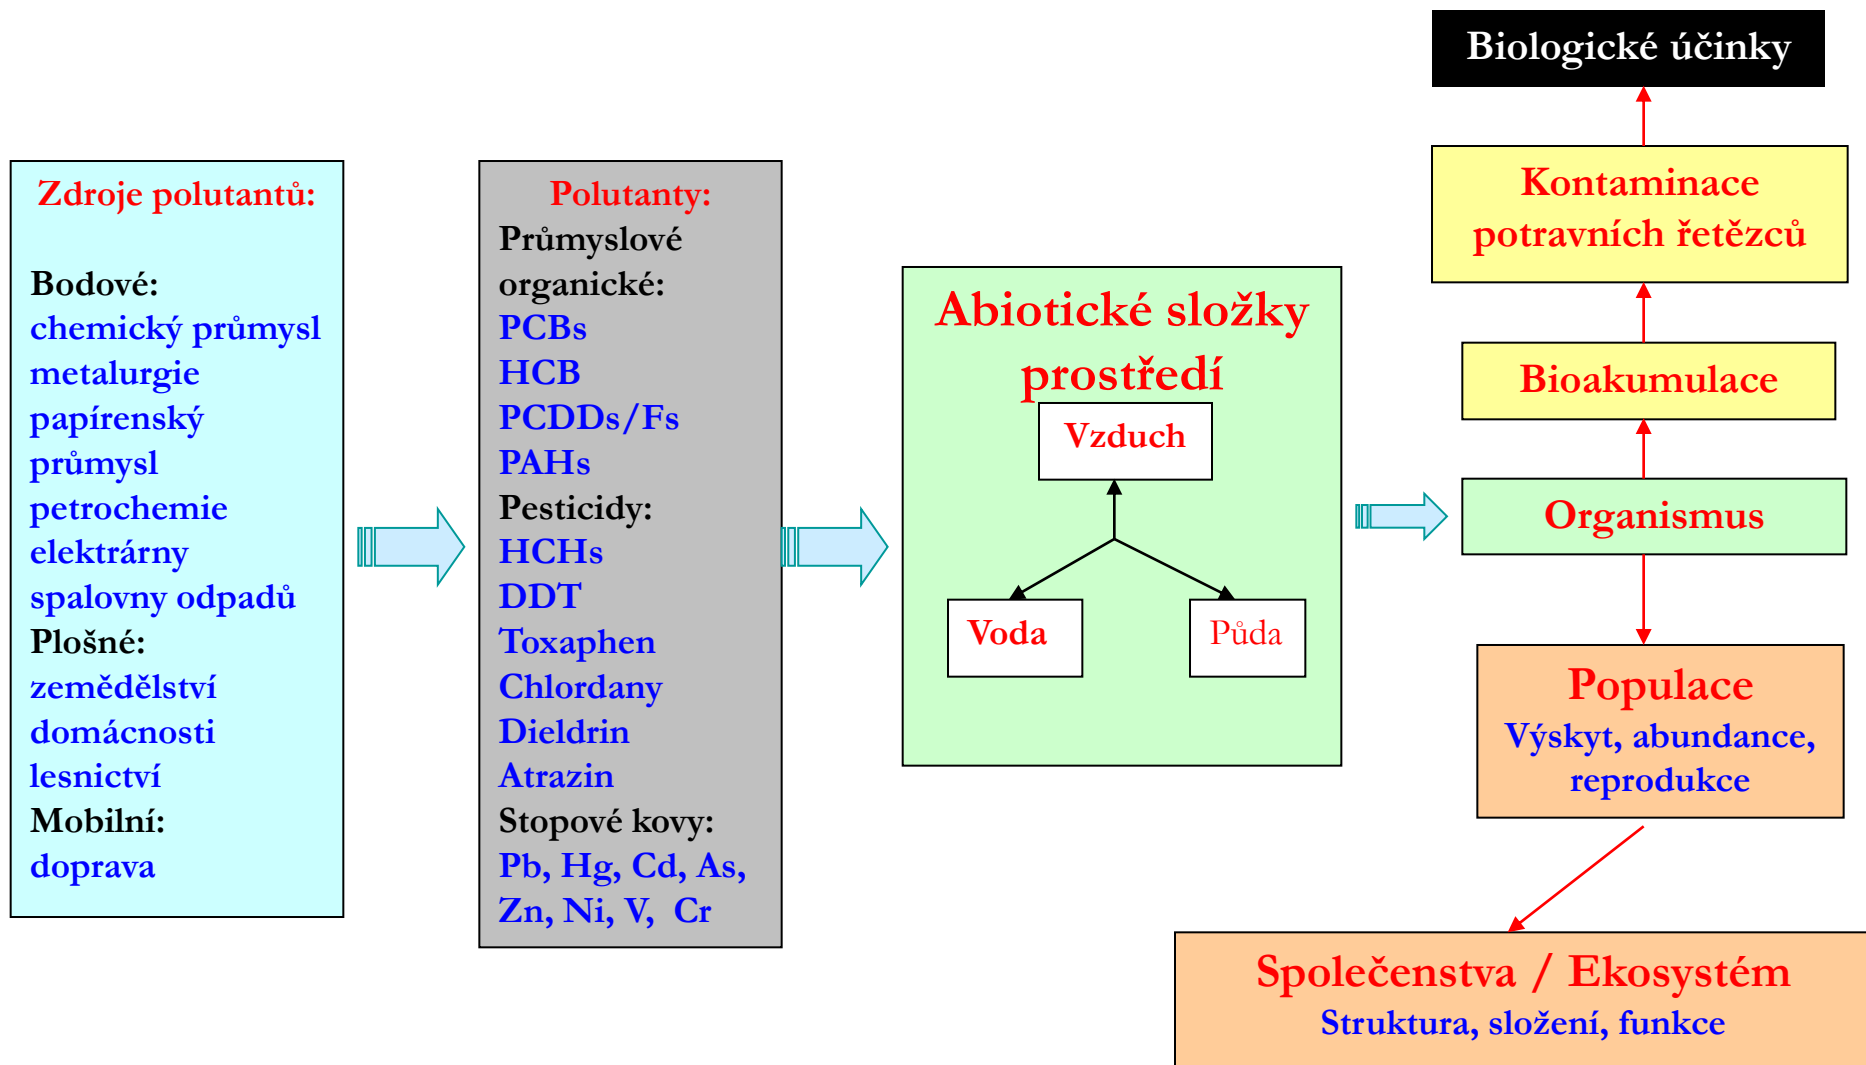 Biologické účinky
Zdroje polutantů:
Bodové:
chemický průmysl
metalurgie
papírenský
průmysl
petrochemie
elektrárny
spalovny odpadů
Plošné:
zemědělství
domácnosti
lesnictví
Mobilní:
doprava
Polutanty:
Průmyslové
organické:
PCBs
HCB
PCDDs/Fs
PAHs
Pesticidy:
HCHs
DDT
Toxaphen
Chlordany
Dieldrin
Atrazin
Stopové kovy:
Pb, Hg, Cd, As,
Zn, Ni, V, Cr
Abiotické složky
prostředí
Vzduch
Voda
Půda
Kontaminace
potravních řetězců
Bioakumulace
Organismus
Populace
Výskyt, abundance,
reprodukce
Společenstva / Ekosystém
Struktura, složení, funkce